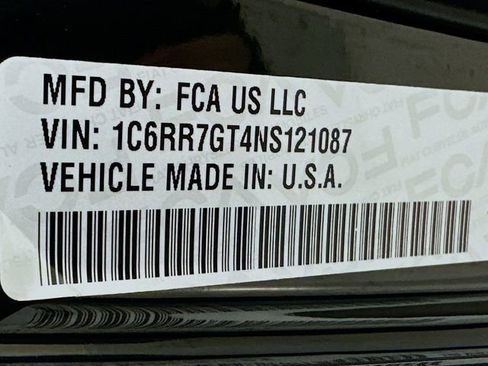 MFD BY: FCA US LLC
VIN: 1C6RR7GT4NS121087
VEHICLE MADE IN: U.S.A.